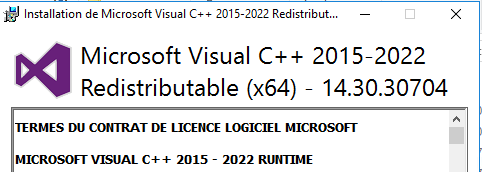 Installation de Microsoft Visual C++ 2015-2022 Redistribut...
Microsoft Visual C++ 2015-2022
Redistributable (x64) - 14.30.30704
TERMES DU CONTRAT DE LICENCE LOGICIEL MICROSOFT
MICROSOFT VISUAL C++ 2015 - 2022 RUNTIME